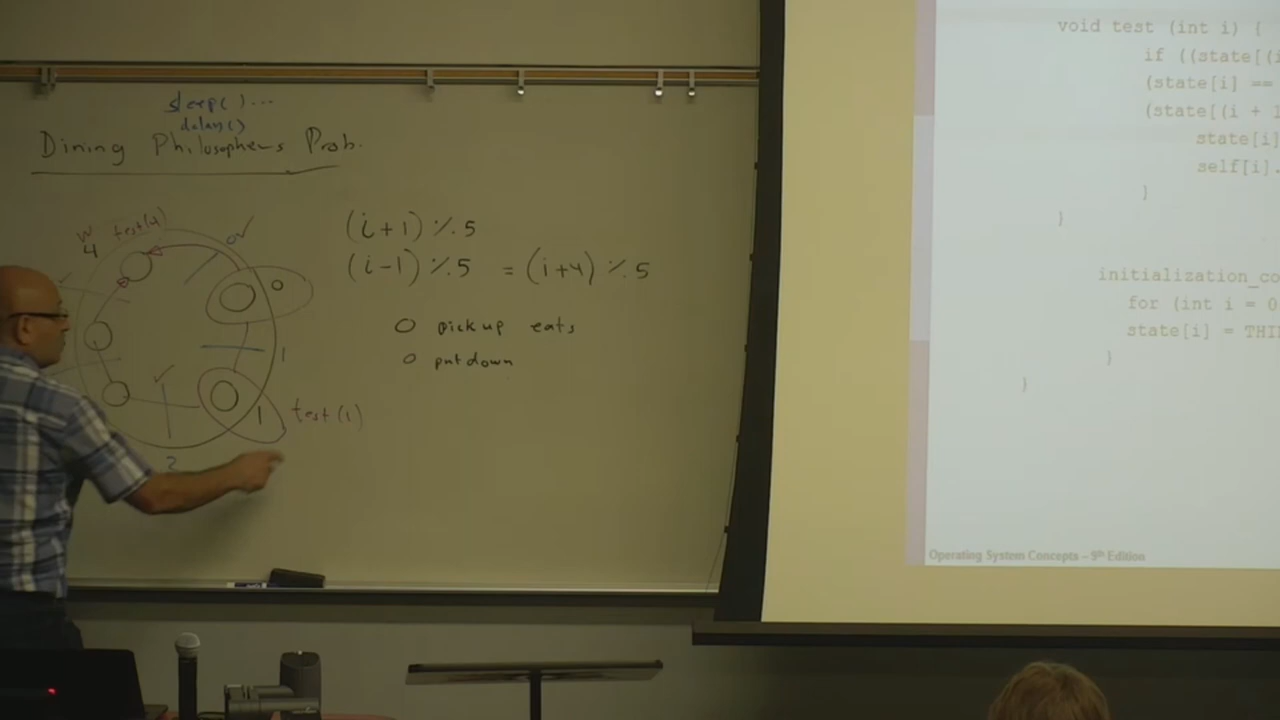 sleep()...
delay()
Dining Philosophers Prob.
test(4)
4
0
0
1
1
test(1)
2
(i+1) % 5
(i-1) % 5 = (i+4) % 5
O pickup eats
O putdown
void test (int i) {
if ((state[(i
(state[i] ==
(state[(i + 1
state[i]
self[i].
}
}
initialization_co
for (int i = 0
state[i] = THI
}
}
Operating System Concepts – 9th Edition